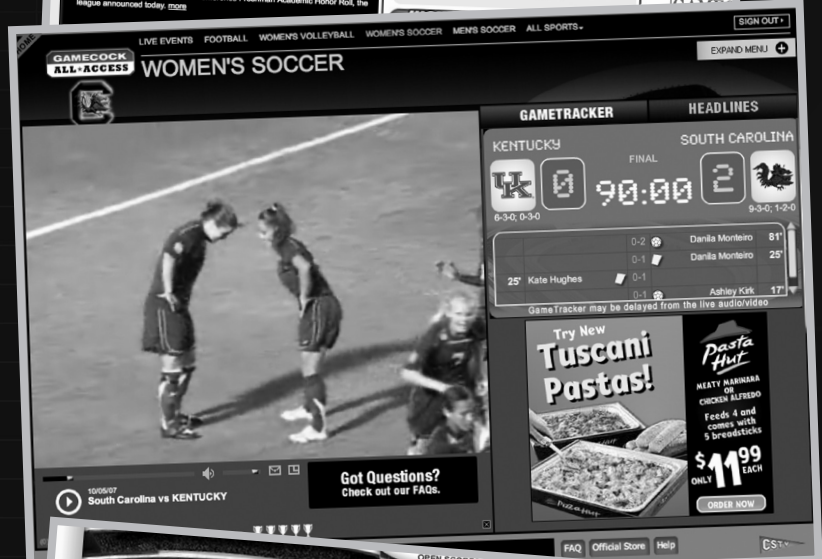 league announced today. more
LIVE EVENTS FOOTBALL WOMEN'S VOLLEYBALL WOMEN'S SOCCER MEN'S SOCCER ALL SPORTS
SIGN OUT
HOME
EXPAND MENU
GAMECOCK
ALL ACCESS
WOMEN'S SOCCER
C
GAMETRACKER HEADLINES
KENTUCKY SOUTH CAROLINA
FINAL
UK 0 90:00 2
6-3-0; 0-3-0 9-3-0; 1-2-0
0-2 Danila Monteiro 81'
0-1 Danila Monteiro 25'
25' Kate Hughes 0-1
0-1 Ashley Kirk 17'
GameTracker may be delayed from the live audio/video
Try New
Tuscani
Pastas!
Pasta
Hut
MEATY MARINARA
OR
CHICKEN ALFREDO
Feeds 4 and
comes with
5 breadsticks
ONLY $11.99 EACH
ORDER NOW
Pizza Hut
10/05/07
South Carolina vs KENTUCKY
Got Questions?
Check out our FAQs.
FAQ Official Store Help
CSTV